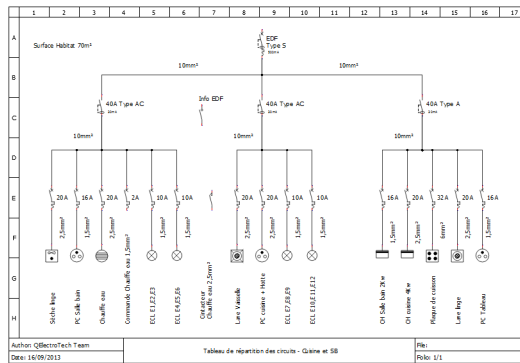 1 2 3 4 5 6 7 8 9 10 11 12 13 14 15 16 17
A
B
C
D
E
F
G
H
Surface Habitat 70m²
EDF
Type S
10mm²
10mm²
40A Type AC
Info EDF
40A Type AC
40A Type A
10mm²
10mm²
10mm²
20A 16A 20A 2A 10A 10A 20A 20A 10A 10A 16A 20A 32A 20A 16A
2,5mm² 1,5mm² 2,5mm² 1,5mm² 1,5mm² 2,5mm² 2,5mm² 1,5mm² 1,5mm² 1,5mm² 2,5mm² 6mm² 2,5mm² 1,5mm²
Sèche linge
PC Salle bain
Chauffe eau
Commande Chauffe eau 1,5mm²
ECL E1,E2,E3
ECL E4,E5,E6
Chauffe eau 2,5mm²
Lave Vaisselle
PC cuisine + Hotte
ECL E7,E8,E9
ECL E10,E11,E12
CH Salle bain 2Kw
CH cuisine 4Kw
Plaque de cuisson
Lave linge
PC Tableau
Author: QElectroTech Team
Date: 16/09/2013
Tableau de répartition des circuits - Cuisine et SB
File:
Folio: 1/1